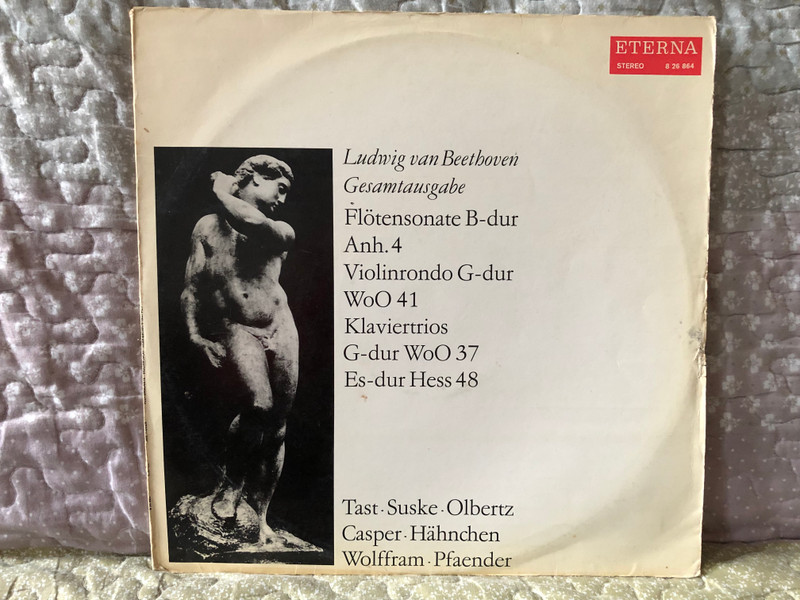 ETERNA
STEREO 8 26 864
Ludwig van Beethoven
Gesamtausgabe
Flötensonate B-dur
Anh. 4
Violinrondo G-dur
WoO 41
Klaviertrios
G-dur WoO 37
Es-dur Hess 48
Tast · Suske · Olbertz
Casper · Hähnchen
Wolffram · Pfaender